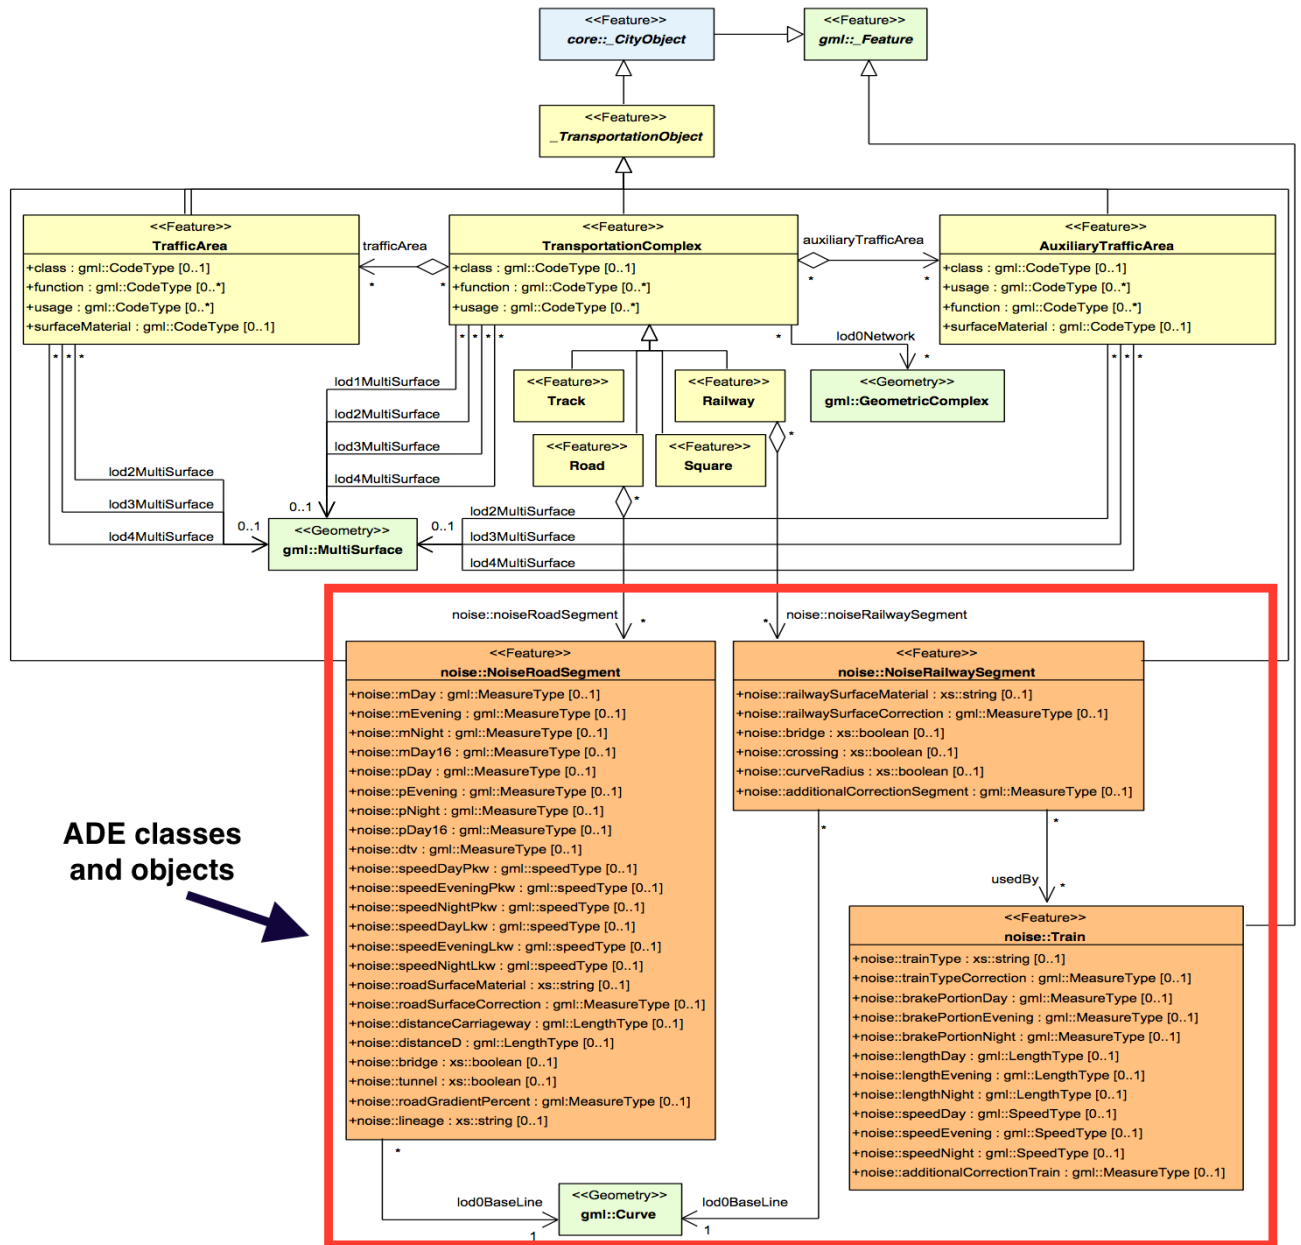 <<Feature>>
core::_CityObject
<<Feature>>
gml::_Feature
<<Feature>>
_TransportationObject
<<Feature>>
TrafficArea
+class : gml::CodeType [0..1]
+function : gml::CodeType [0..*]
+usage : gml::CodeType [0..*]
+surfaceMaterial : gml::CodeType [0..1]
trafficArea
*
*
<<Feature>>
TransportationComplex
+class : gml::CodeType [0..1]
+function : gml::CodeType [0..*]
+usage : gml::CodeType [0..*]
auxiliaryTrafficArea
*
*
<<Feature>>
AuxiliaryTrafficArea
+class : gml::CodeType [0..1]
+usage : gml::CodeType [0..*]
+function : gml::CodeType [0..*]
+surfaceMaterial : gml::CodeType [0..1]
* * *
* * * *
*
lod0Network
*
* * *
lod1MultiSurface
lod2MultiSurface
lod3MultiSurface
lod4MultiSurface
<<Feature>>
Track
<<Feature>>
Railway
*
<<Geometry>>
gml::GeometricComplex
<<Feature>>
Road
*
<<Feature>>
Square
lod2MultiSurface
lod3MultiSurface
lod4MultiSurface
0..1
0..1
0..1
<<Geometry>>
gml::MultiSurface
lod2MultiSurface
lod3MultiSurface
lod4MultiSurface
noise::noiseRoadSegment
*
*
noise::noiseRailwaySegment
<<Feature>>
noise::NoiseRoadSegment
+noise::mDay : gml::MeasureType [0..1]
+noise::mEvening : gml::MeasureType [0..1]
+noise::mNight : gml::MeasureType [0..1]
+noise::mDay16 : gml::MeasureType [0..1]
+noise::pDay : gml::MeasureType [0..1]
+noise::pEvening : gml::MeasureType [0..1]
+noise::pNight : gml::MeasureType [0..1]
+noise::pDay16 : gml::MeasureType [0..1]
+noise::dtv : gml::MeasureType [0..1]
+noise::speedDayPkw : gml::speedType [0..1]
+noise::speedEveningPkw : gml::speedType [0..1]
+noise::speedNightPkw : gml::speedType [0..1]
+noise::speedDayLkw : gml::speedType [0..1]
+noise::speedEveningLkw : gml::speedType [0..1]
+noise::speedNightLkw : gml::speedType [0..1]
+noise::roadSurfaceMaterial : xs::string [0..1]
+noise::roadSurfaceCorrection : gml::MeasureType [0..1]
+noise::distanceCarriageway : gml::LengthType [0..1]
+noise::distanceD : gml::LengthType [0..1]
+noise::bridge : xs::boolean [0..1]
+noise::tunnel : xs::boolean [0..1]
+noise::roadGradientPercent : gml:MeasureType [0..1]
+noise::lineage : xs::string [0..1]
<<Feature>>
noise::NoiseRailwaySegment
+noise::railwaySurfaceMaterial : xs::string [0..1]
+noise::railwaySurfaceCorrection : gml::MeasureType [0..1]
+noise::bridge : xs::boolean [0..1]
+noise::crossing : xs::boolean [0..1]
+noise::curveRadius : xs::boolean [0..1]
+noise::additionalCorrectionSegment : gml::MeasureType [0..1]
*
*
usedBy
*
ADE classes
and objects
<<Feature>>
noise::Train
+noise::trainType : xs::string [0..1]
+noise::trainTypeCorrection : gml::MeasureType [0..1]
+noise::brakePortionDay : gml::MeasureType [0..1]
+noise::brakePortionEvening : gml::MeasureType [0..1]
+noise::brakePortionNight : gml::MeasureType [0..1]
+noise::lengthDay : gml::LengthType [0..1]
+noise::lengthEvening : gml::LengthType [0..1]
+noise::lengthNight : gml::LengthType [0..1]
+noise::speedDay : gml::SpeedType [0..1]
+noise::speedEvening : gml::SpeedType [0..1]
+noise::speedNight : gml::SpeedType [0..1]
+noise::additionalCorrectionTrain : gml::MeasureType [0..1]
*
lod0BaseLine
1
<<Geometry>>
gml::Curve
lod0BaseLine
1